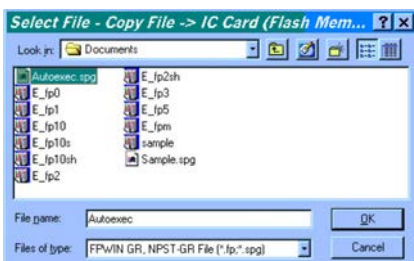 Select File - Copy File -> IC Card (Flash Mem...
Look in: Documents
Autoexec.spg
E_fp0
E_fp1
E_fp10
E_fp10s
E_fp10sh
E_fp2
E_fp2sh
E_fp3
E_fp5
E_fpm
sample
Sample.spg
File name: Autoexec
OK
Files of type: FPWIN GR, NPST-GR File (*.fp;*.spg)
Cancel